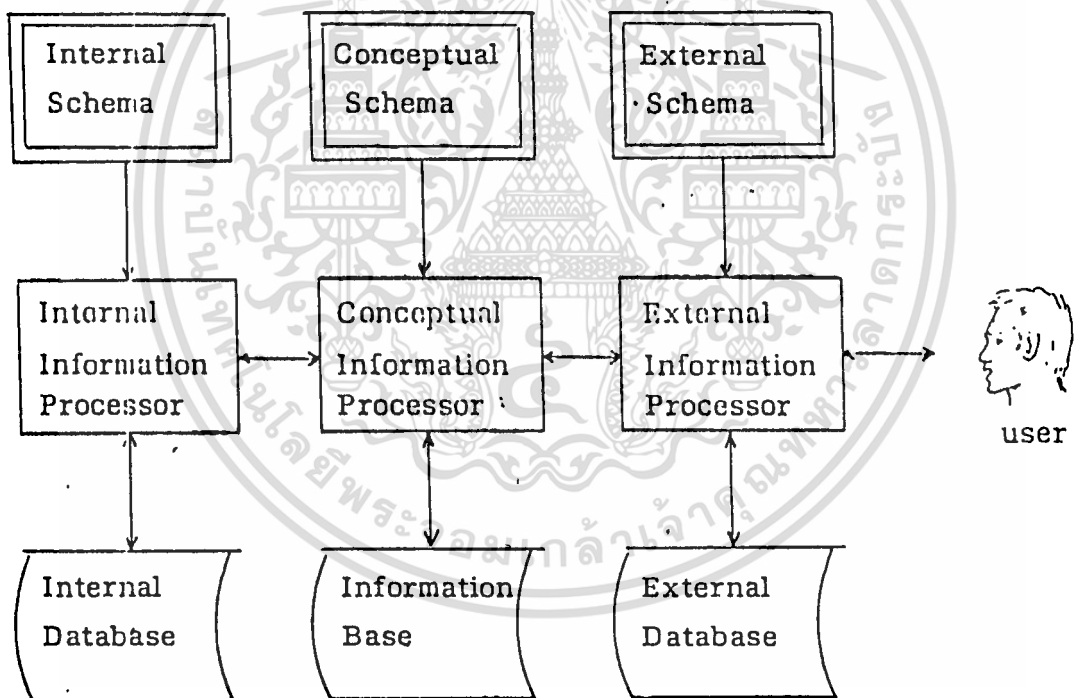 Internal
Schema
Conceptual
Schema
External
Schema
Internal
Information
Processor
Conceptual
Information
Processor
External
Information
Processor
user
Internal
Database
Information
Base
External
Database